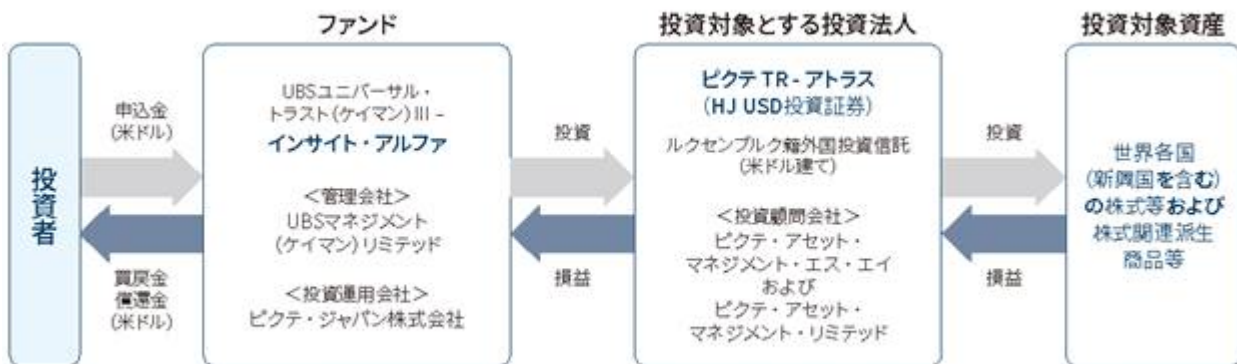 ファンド
投資対象とする投資法人
投資対象資産
投資者
申込金
(米ドル)
買戻金
償還金
(米ドル)
UBSユニバーサル・
トラスト(ケイマン)III –
インサイト・アルファ
<管理会社>
UBSマネジメント
(ケイマン)リミテッド
<投資運用会社>
ピクテ・ジャパン株式会社
投資
損益
ピクテ TR - アトラス
(HJ USD投資証券)
ルクセンブルク籍外国投資信託
(米ドル建て)
<投資顧問会社>
ピクテ・アセット・
マネジメント・エス・エイ
および
ピクテ・アセット・
マネジメント・リミテッド
投資
損益
世界各国
(新興国を含む)
の株式等および
株式関連派生
商品等